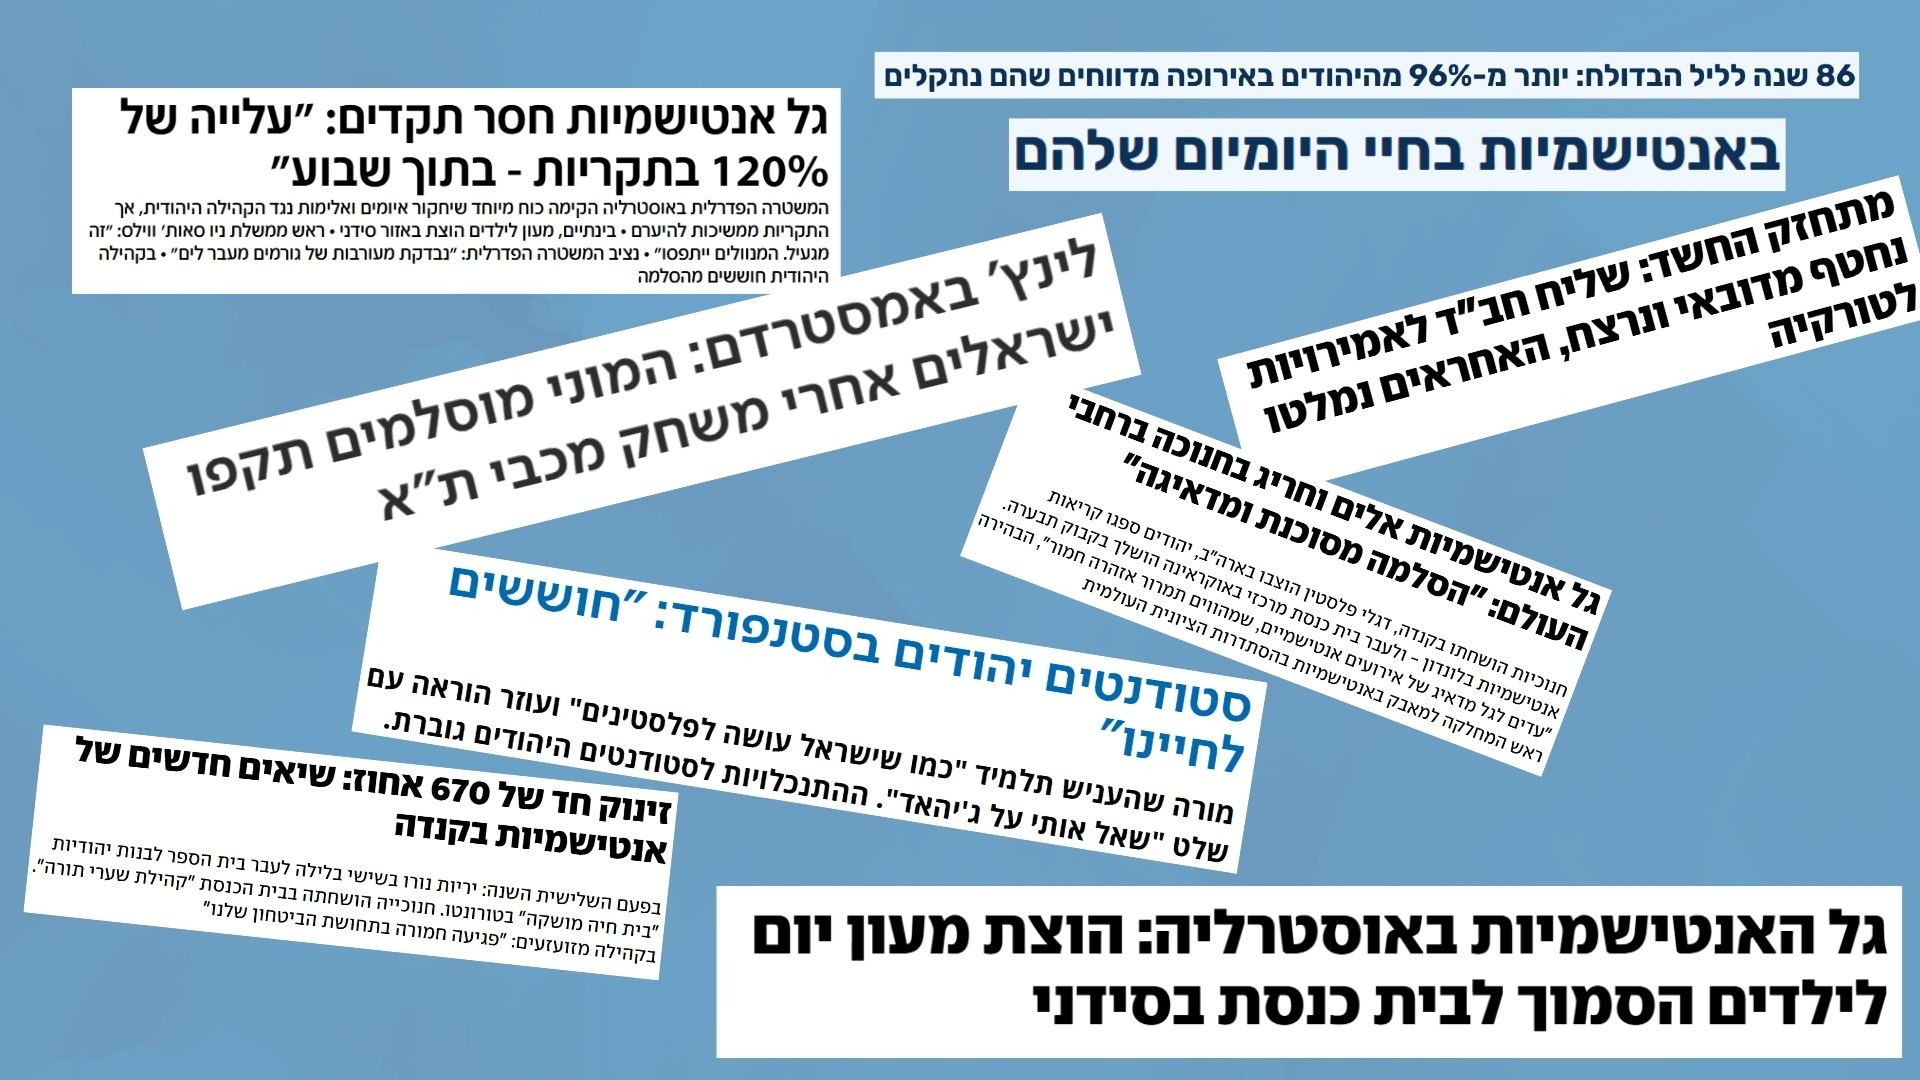 86 שנה לליל הבדולח: יותר מ-96% מהיהודים באירופה מדווחים שהם נתקלים
באנטישמיות בחיי היומיום שלהם
גל אנטישמיות חסר תקדים: "עלייה של
120% בתקריות - בתוך שבוע"
המשטרה הפדרלית באוסטרליה הקימה כוח מיוחד שיחקור איומים ואלימות נגד הקהילה היהודית, אך
התקריות ממשיכות להיערם • בינתיים, מעון לילדים הוצת באזור סידני • ראש ממשלת ניו סאות' ווילס: "זה
מגעיל. המנוולים ייתפסו" • נציב המשטרה הפדרלית: "נבדקת מעורבות של גורמים מעבר לים" • בקהילה
היהודית חוששים מהסלמה
מתחזק החשד: שליח חב"ד לאמירויות
נחטף מדובאי ונרצח, האחראים נמלטו
לטורקיה
לינץ' באמסטרדם: המוני מוסלמים תקפו
ישראלים אחרי משחק מכבי ת"א
גל אנטישמיות אלים וחריג בחנוכה ברחבי
העולם: "הסלמה מסוכנת ומדאיגה"
חנוכיות הושחתו בקנדה, דגלי פלסטין הוצבו בארה"ב, יהודים ספגו קריאות
אנטישמיות בלונדון - ולעבר בית כנסת מרכזי באוקראינה הושלך בקבוק תבערה.
"עדים לגל מדאיג של אירועים אנטישמיים, שמהווים תמרור אזהרה חמור", הבהירה
ראש המחלקה למאבק באנטישמיות בהסתדרות הציונית העולמית
סטודנטים יהודים בסטנפורד: "חוששים
לחיינו"
מורה שהעניש תלמיד "כמו שישראל עושה לפלסטינים" ועוזר הוראה עם
שלט "שאל אותי על ג'יהאד". ההתנכלויות לסטודנטים היהודים גוברת.
זינוק חד של 670 אחוז: שיאים חדשים של
אנטישמיות בקנדה
בפעם השלישית השנה: יריות נורו בשישי בלילה לעבר בית הספר לבנות יהודיות
"בית חיה מושקה" בטורונטו. חנוכייה הושחתה בבית הכנסת "קהילת שערי תורה".
בקהילה מזועזעים: "פגיעה חמורה בתחושת הביטחון שלנו"
גל האנטישמיות באוסטרליה: הוצת מעון יום
לילדים הסמוך לבית כנסת בסידני